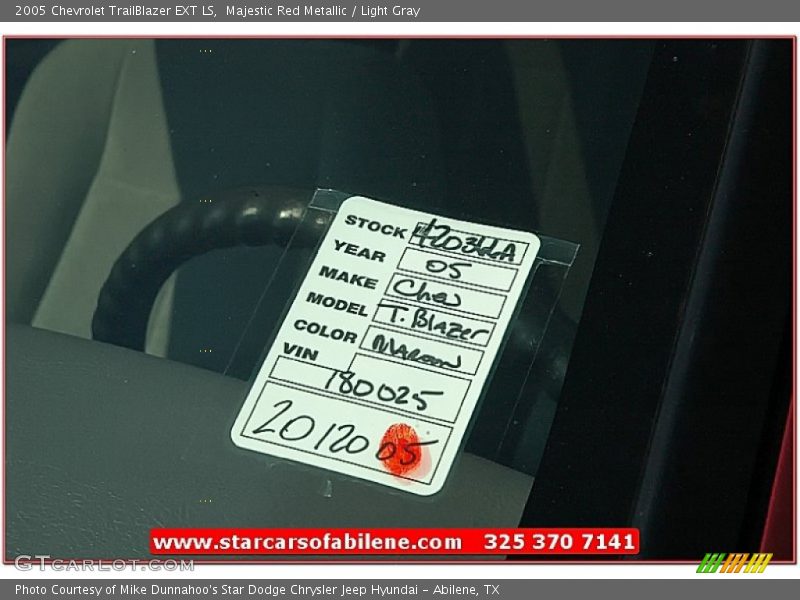 2005 Chevrolet TrailBlazer EXT LS,  Majestic Red Metallic / Light Gray
STOCK
YEAR 05
MAKE Chev
MODEL T. Blazer
COLOR Maroon
VIN 180025
2012005
www.starcarsofabilene.com 325 370 7141
GTCARLOT.COM
Photo Courtesy of Mike Dunnahoo's Star Dodge Chrysler Jeep Hyundai – Abilene, TX